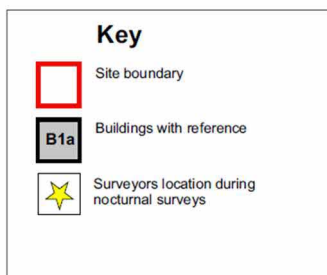 Key
Site boundary
B1a
Buildings with reference
Surveyors location during
nocturnal surveys